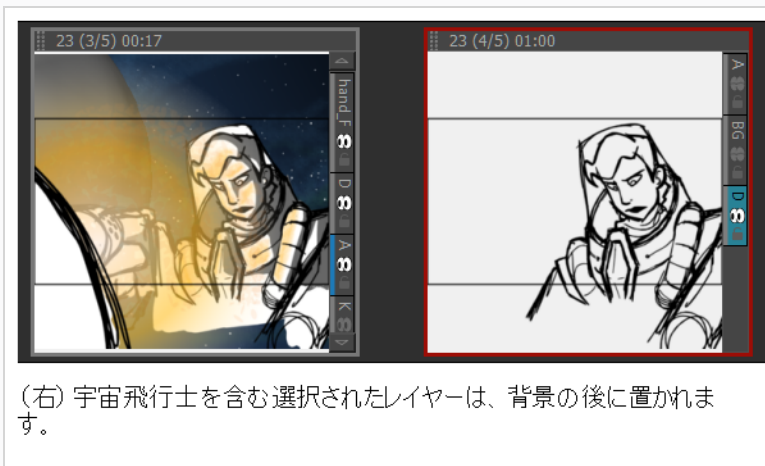 23 (3/5) 00:17
hand_F
D
A
K
23 (4/5) 01:00
A
BG
D
(右) 宇宙飛行士を含む選択されたレイヤーは、背景の後に置かれま
す。